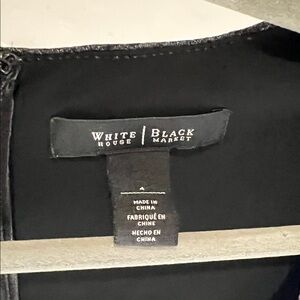 WHITE | BLACK
HOUSE | MARKET
4
MADE IN
CHINA
FABRIQUÉ EN
CHINE
HECHO EN
CHINA